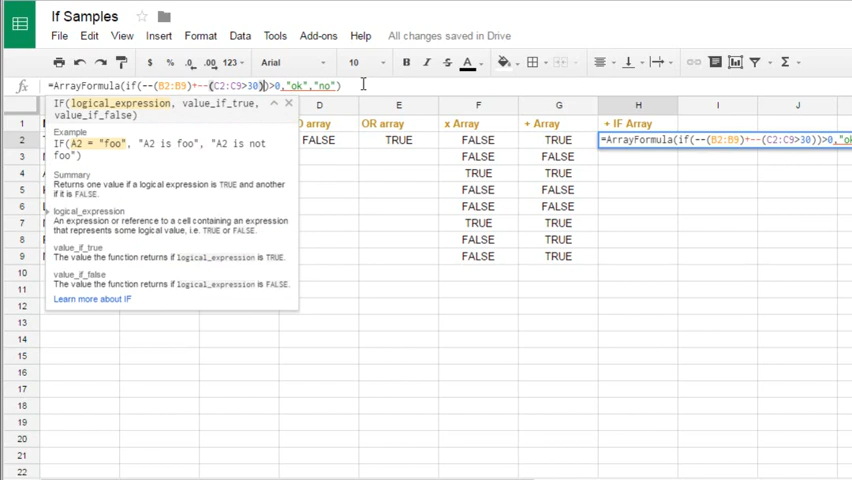 If Samples
File Edit View Insert Format Data Tools Add-ons Help All changes saved in Drive
$ % .0 .00 123 Arial 10 B I S A Σ
fx =ArrayFormula(if(--(B2:B9)+--(C2:C9>30))>0,"ok","no")
IF(logical_expression, value_if_true,
value_if_false)
Example
IF(A2 = "foo", "A2 is foo", "A2 is not
foo")
Summary
Returns one value if a logical expression is TRUE and another
if it is FALSE.
logical_expression
An expression or reference to a cell containing an expression
that represents some logical value, i.e. TRUE or FALSE.
value_if_true
The value the function returns if logical_expression is TRUE.
value_if_false
The value the function returns if logical_expression is FALSE.
Learn more about IF
D E F G H I J
1 array OR array x Array + Array + IF Array
2 FALSE TRUE FALSE TRUE =ArrayFormula(if(--(B2:B9)+--(C2:C9>30))>0,"ok
3 FALSE FALSE
4 TRUE TRUE
5 FALSE FALSE
6 FALSE FALSE
7 TRUE TRUE
8 FALSE TRUE
9 FALSE TRUE
10
11
12
13
14
15
16
17
18
19
20
21
22